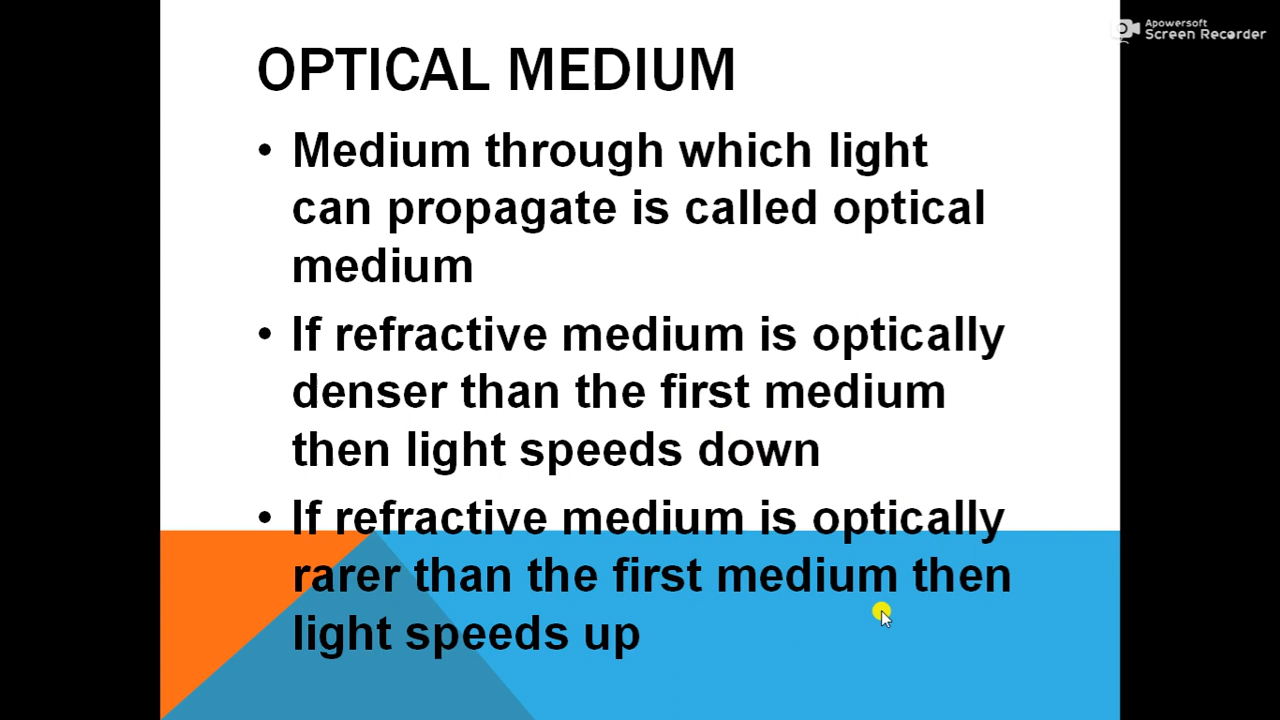 Apowersoft
Screen Recorder
OPTICAL MEDIUM
• Medium through which light
can propagate is called optical
medium
• If refractive medium is optically
denser than the first medium
then light speeds down
• If refractive medium is optically
rarer than the first medium then
light speeds up